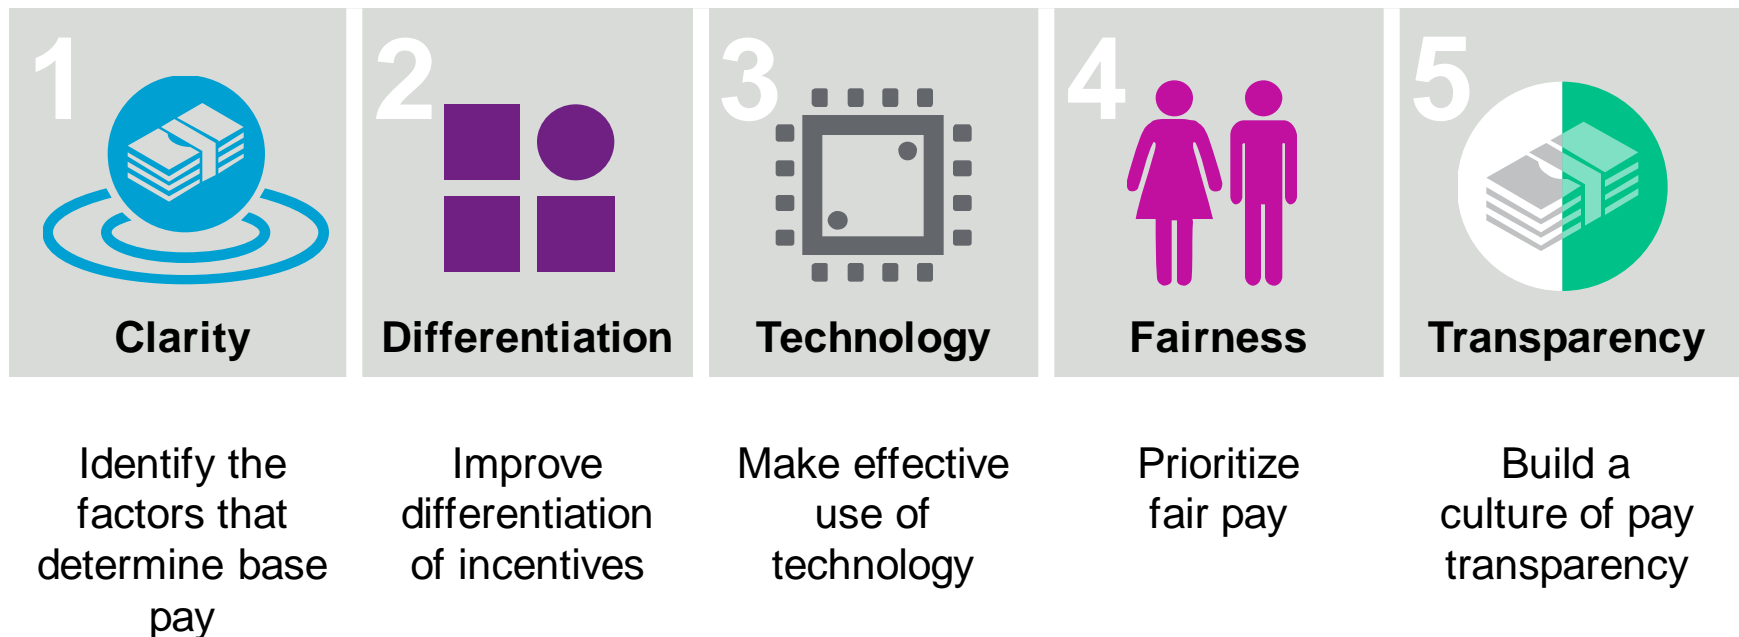 1
Clarity
Identify the
factors that
determine base
pay
2
Differentiation
Improve
differentiation
of incentives
3
Technology
Make effective
use of
technology
4
Fairness
Prioritize
fair pay
5
Transparency
Build a
culture of pay
transparency